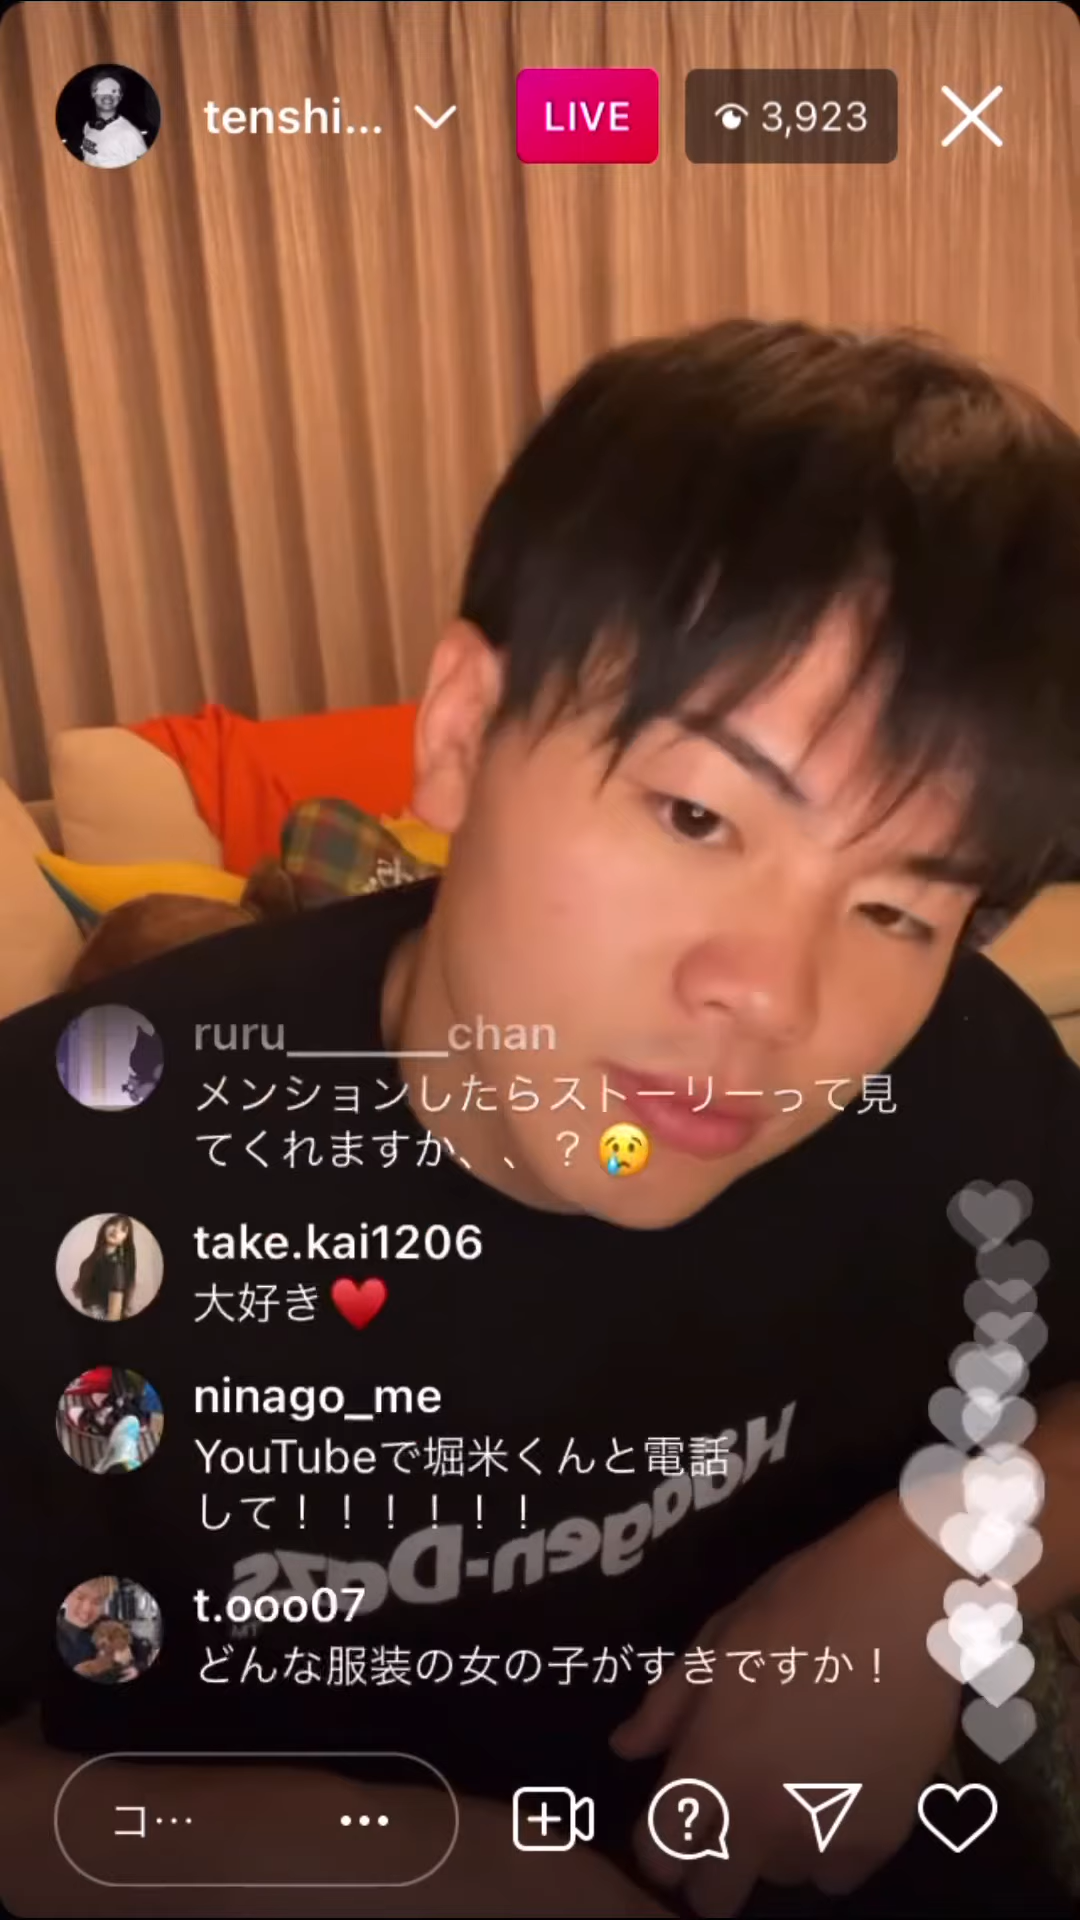 tenshi...
LIVE
3,923
ruru______chan
メンションしたらストーリーって見
てくれますか、、？😢
take.kai1206
大好き♥️
ninago_me
YouTubeで堀米くんと電話
して！！！！！！
Häagen-Dazs
t.ooo07
どんな服装の女の子がすきですか！
コ…